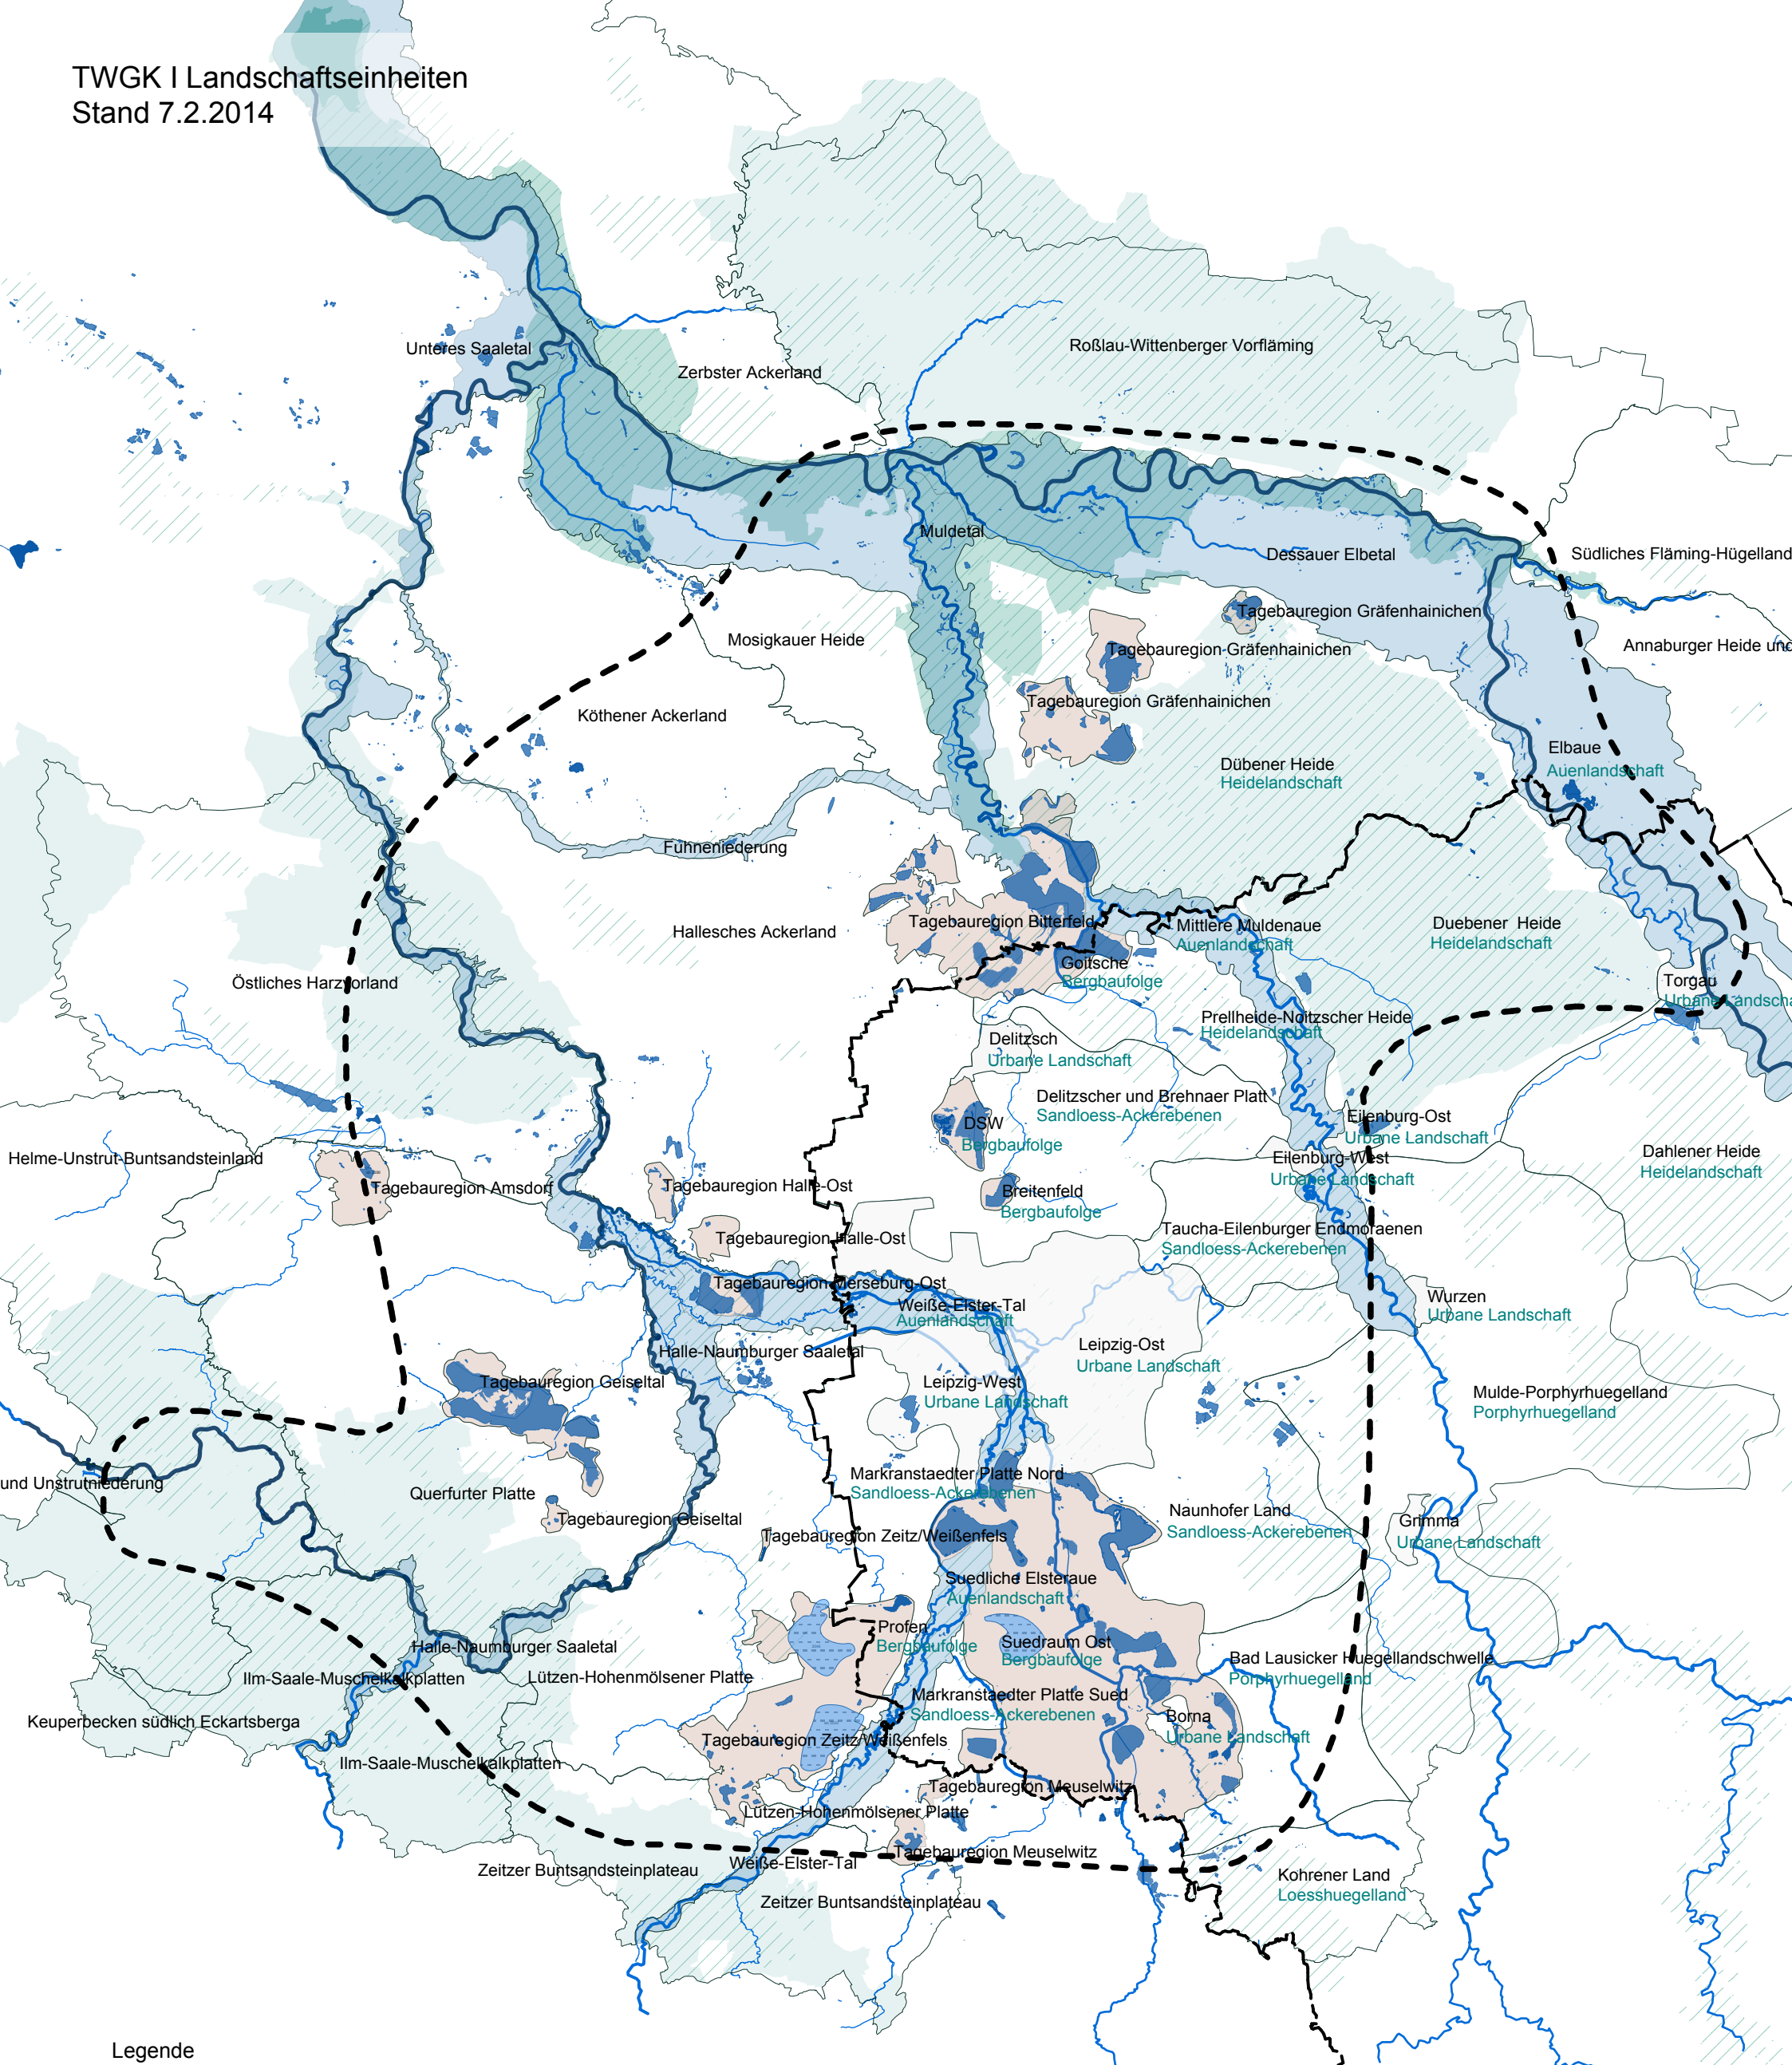 TWGK I Landschaftseinheiten
Stand 7.2.2014
Unteres Saaletal
Zerbster Ackerland
Roßlau-Wittenberger Vorfläming
Muldetal
Dessauer Elbetal
Südliches Fläming-Hügelland
Tagebauregion Gräfenhainichen
Mosigkauer Heide
Tagebauregion Gräfenhainichen
Annaburger Heide und
Tagebauregion Gräfenhainichen
Köthener Ackerland
Elbaue
Auenlandschaft
Dübener Heide
Heidelandschaft
Fuhneniederung
Tagebauregion Bitterfeld
Mittlere Muldenaue
Auenlandschaft
Duebener Heide
Heidelandschaft
Hallesches Ackerland
Goitsche
Bergbaufolge
Östliches Harzvorland
Torgau
Urbane Landscha
Prellheide-Noitzscher Heide
Heidelandschaft
Delitzsch
Urbane Landschaft
Delitzscher und Brehnaer Platt
Sandloess-Ackerebenen
DSW
Bergbaufolge
Eilenburg-Ost
Urbane Landschaft
Helme-Unstrut-Buntsandsteinland
Eilenburg-West
Urbane Landschaft
Dahlener Heide
Heidelandschaft
Tagebauregion Amsdorf
Tagebauregion Halle-Ost
Breitenfeld
Bergbaufolge
Tagebauregion Halle-Ost
Taucha-Eilenburger Endmoraenen
Sandloess-Ackerebenen
Tagebauregion Merseburg-Ost
Weiße-Elster-Tal
Auenlandschaft
Wurzen
Urbane Landschaft
Halle-Naumburger Saaletal
Leipzig-Ost
Urbane Landschaft
Tagebauregion Geiseltal
Leipzig-West
Urbane Landschaft
Mulde-Porphyrhuegelland
Porphyrhuegelland
und Unstrutniederung
Querfurter Platte
Markranstaedter Platte Nord
Sandloess-Ackerebenen
Tagebauregion Geiseltal
Tagebauregion Zeitz/Weißenfels
Naunhofer Land
Sandloess-Ackerebenen
Grimma
Urbane Landschaft
Suedliche Elsteraue
Auenlandschaft
Profen
Bergbaufolge
Suedraum Ost
Bergbaufolge
Halle-Naumburger Saaletal
Ilm-Saale-Muschelkalkplatten
Lützen-Hohenmölsener Platte
Bad Lausicker Huegellandschwelle
Porphyrhuegelland
Markranstaedter Platte Sued
Sandloess-Ackerebenen
Keuperbecken südlich Eckartsberga
Borna
Urbane Landschaft
Tagebauregion Zeitz/Weißenfels
Ilm-Saale-Muschelkalkplatten
Tagebauregion Meuselwitz
Lützen-Hohenmölsener Platte
Tagebauregion Meuselwitz
Weiße-Elster-Tal
Zeitzer Buntsandsteinplateau
Kohrener Land
Loesshuegelland
Zeitzer Buntsandsteinplateau
Legende